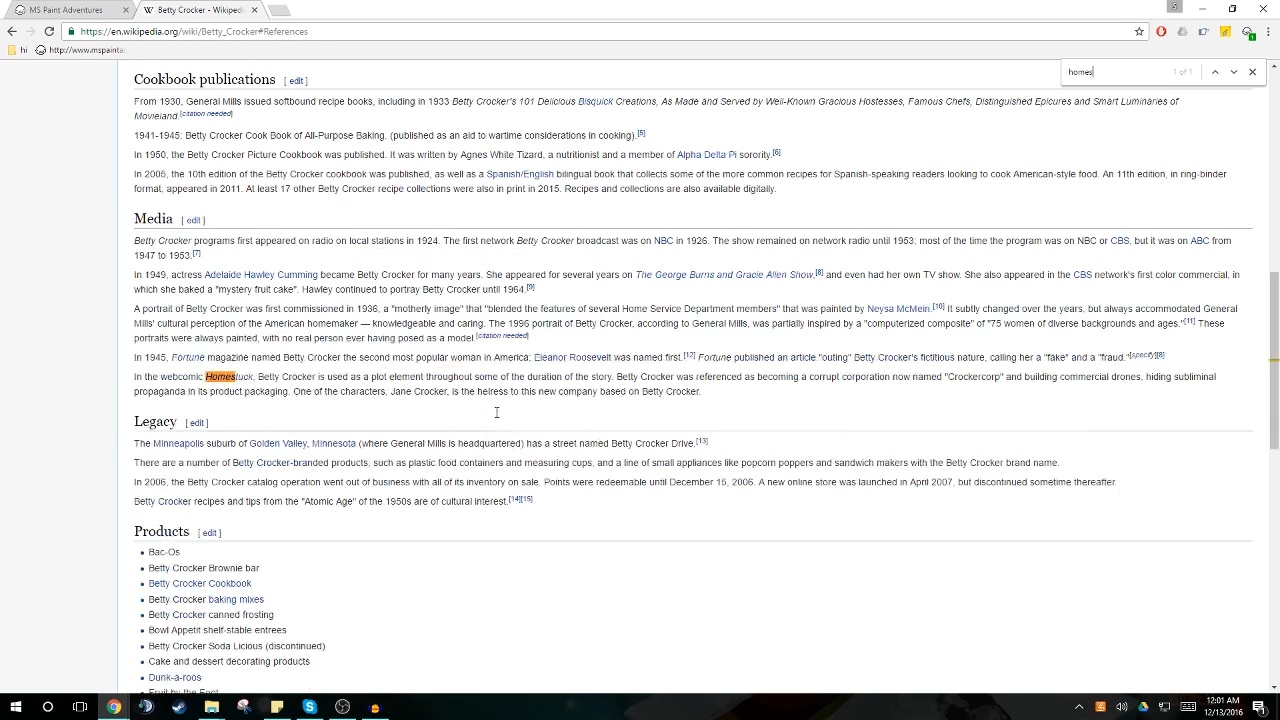 MS Paint Adventures
W Betty Crocker - Wikiped
https://en.wikipedia.org/wiki/Betty_Crocker#References
hi
http://www.mspainta
homes
1 of 1
Cookbook publications [ edit ]
From 1930, General Mills issued softbound recipe books, including in 1933 Betty Crocker's 101 Delicious Bisquick Creations, As Made and Served by Well-Known Gracious Hostesses, Famous Chefs, Distinguished Epicures and Smart Luminaries of
Movieland.[citation needed]
1941-1945: Betty Crocker Cook Book of All-Purpose Baking. (published as an aid to wartime considerations in cooking).[5]
In 1950, the Betty Crocker Picture Cookbook was published. It was written by Agnes White Tizard, a nutritionist and a member of Alpha Delta Pi sorority.[6]
In 2005, the 10th edition of the Betty Crocker cookbook was published, as well as a Spanish/English bilingual book that collects some of the more common recipes for Spanish-speaking readers looking to cook American-style food. An 11th edition, in ring-binder
format, appeared in 2011. At least 17 other Betty Crocker recipe collections were also in print in 2015. Recipes and collections are also available digitally.
Media [ edit ]
Betty Crocker programs first appeared on radio on local stations in 1924. The first network Betty Crocker broadcast was on NBC in 1926. The show remained on network radio until 1953; most of the time the program was on NBC or CBS, but it was on ABC from
1947 to 1953.[7]
In 1949, actress Adelaide Hawley Cumming became Betty Crocker for many years. She appeared for several years on The George Burns and Gracie Allen Show,[8] and even had her own TV show. She also appeared in the CBS network's first color commercial, in
which she baked a "mystery fruit cake". Hawley continued to portray Betty Crocker until 1964.[9]
A portrait of Betty Crocker was first commissioned in 1936, a "motherly image" that "blended the features of several Home Service Department members" that was painted by Neysa McMein.[10] It subtly changed over the years, but always accommodated General
Mills' cultural perception of the American homemaker — knowledgeable and caring. The 1996 portrait of Betty Crocker, according to General Mills, was partially inspired by a "computerized composite" of "75 women of diverse backgrounds and ages."[11] These
portraits were always painted, with no real person ever having posed as a model.[citation needed]
In 1945, Fortune magazine named Betty Crocker the second most popular woman in America; Eleanor Roosevelt was named first.[12] Fortune published an article "outing" Betty Crocker's fictitious nature, calling her a "fake" and a "fraud."[specify][8]
In the webcomic Homestuck, Betty Crocker is used as a plot element throughout some of the duration of the story. Betty Crocker was referenced as becoming a corrupt corporation now named "Crockercorp" and building commercial drones, hiding subliminal
propaganda in its product packaging. One of the characters, Jane Crocker, is the heiress to this new company based on Betty Crocker.
Legacy [ edit ]
The Minneapolis suburb of Golden Valley, Minnesota (where General Mills is headquartered) has a street named Betty Crocker Drive.[13]
There are a number of Betty Crocker-branded products, such as plastic food containers and measuring cups, and a line of small appliances like popcorn poppers and sandwich makers with the Betty Crocker brand name.
In 2006, the Betty Crocker catalog operation went out of business with all of its inventory on sale. Points were redeemable until December 15, 2006. A new online store was launched in April 2007, but discontinued sometime thereafter.
Betty Crocker recipes and tips from the "Atomic Age" of the 1950s are of cultural interest.[14][15]
Products [ edit ]
• Bac-Os
• Betty Crocker Brownie bar
• Betty Crocker Cookbook
• Betty Crocker baking mixes
• Betty Crocker canned frosting
• Bowl Appetit shelf-stable entrees
• Betty Crocker Soda Licious (discontinued)
• Cake and dessert decorating products
• Dunk-a-roos
• Fruit by the Foot
12:01 AM
12/13/2016